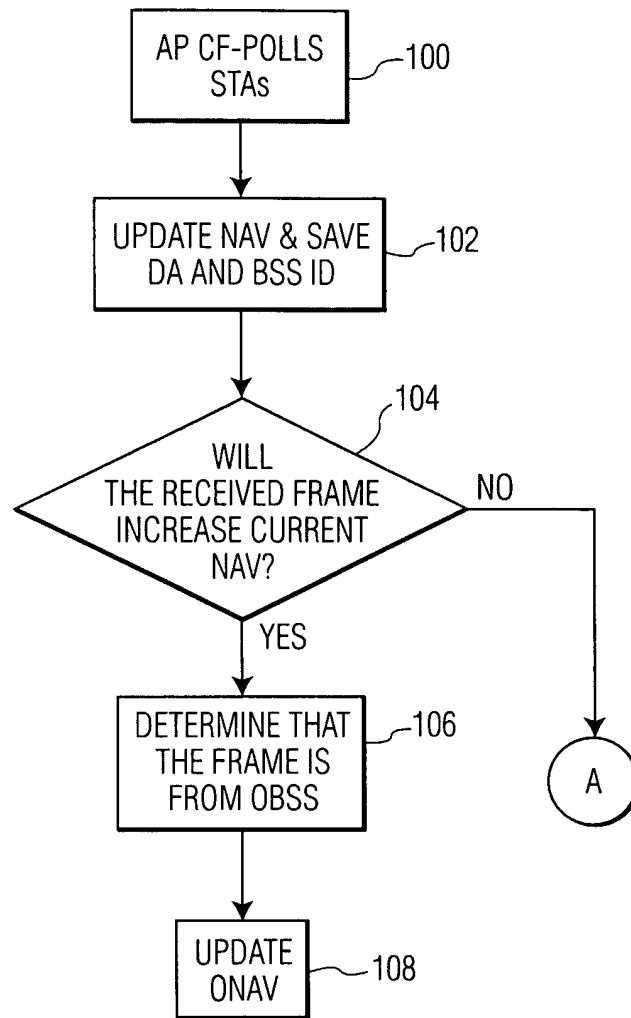 AP CF-POLLS
STAs
100
UPDATE NAV & SAVE
DA AND BSS ID
102
104
WILL
THE RECEIVED FRAME
INCREASE CURRENT
NAV?
NO
YES
DETERMINE THAT
THE FRAME IS
FROM OBSS
106
A
UPDATE
ONAV
108